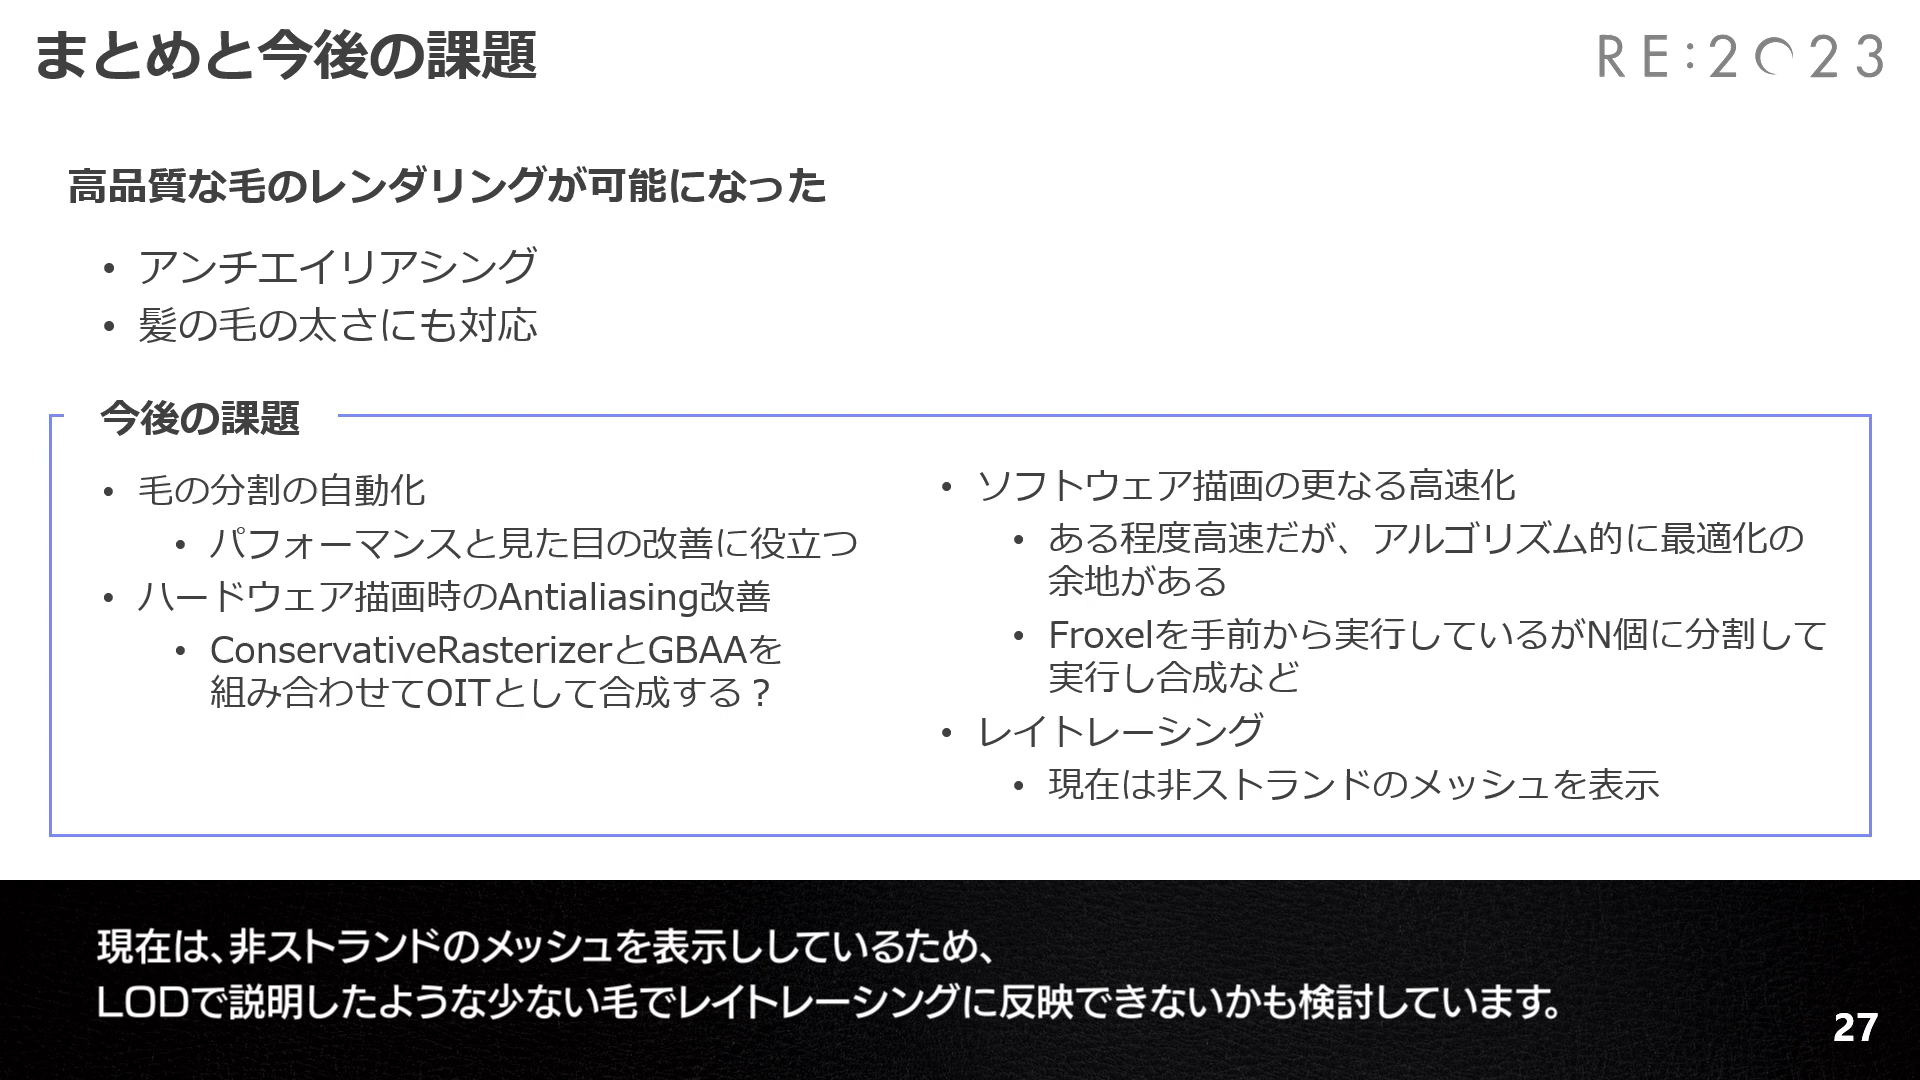 まとめと今後の課題
RE:2023
高品質な毛のレンダリングが可能になった
• アンチエイリアシング
• 髪の毛の太さにも対応
今後の課題
• 毛の分割の自動化
• パフォーマンスと見た目の改善に役立つ
• ハードウェア描画時のAntialiasing改善
• ConservativeRasterizerとGBAAを
組み合わせてOITとして合成する？
• ソフトウェア描画の更なる高速化
• ある程度高速だが、アルゴリズム的に最適化の
余地がある
• Froxelを手前から実行しているがN個に分割して
実行し合成など
• レイトレーシング
• 現在は非ストランドのメッシュを表示
現在は、非ストランドのメッシュを表示ししているため、
LODで説明したような少ない毛でレイトレーシングに反映できないかも検討しています。
27